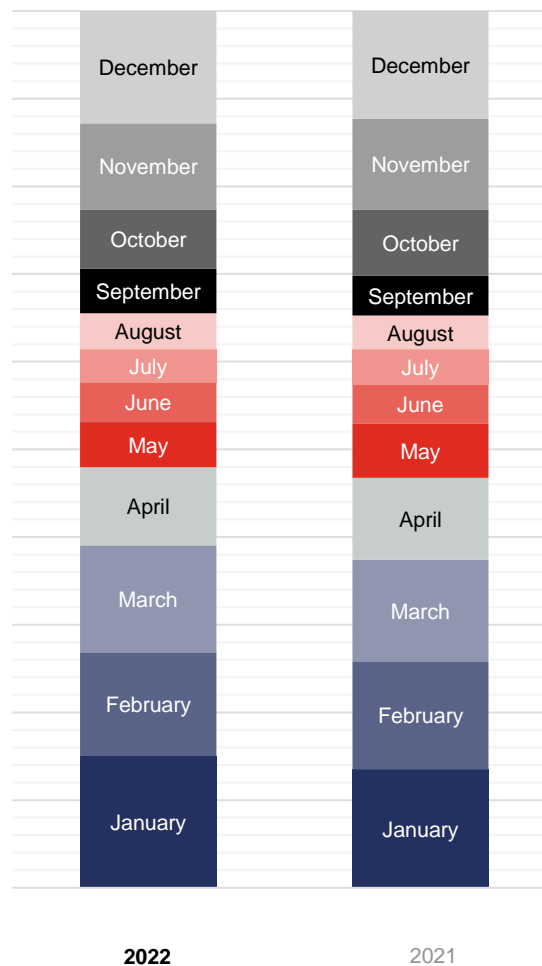 December
November
October
September
August
July
June
May
April
March
February
January
2022
December
November
October
September
August
July
June
May
April
March
February
January
2021